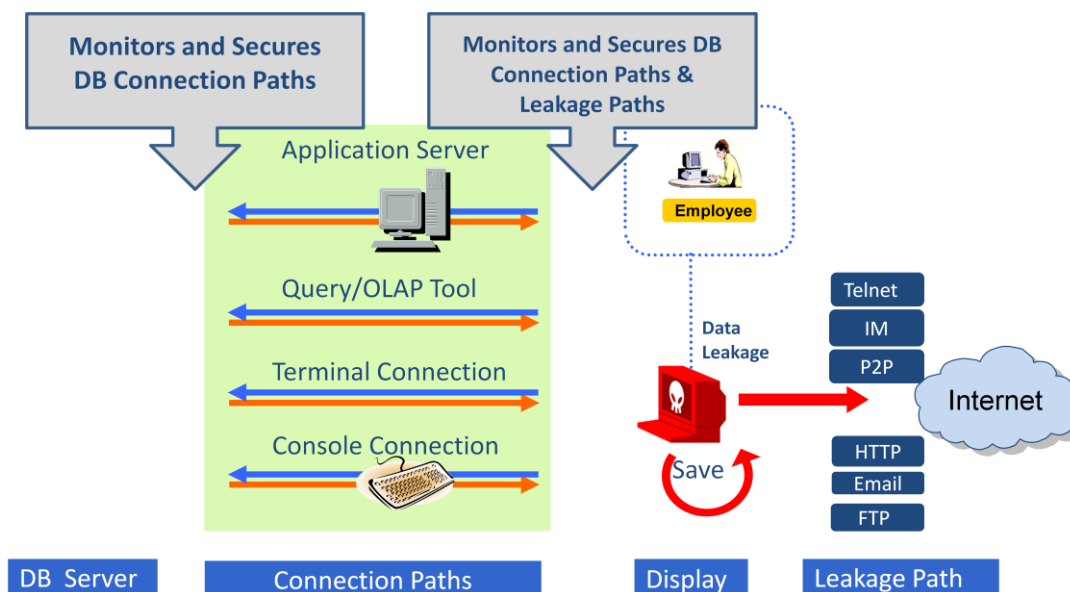 Monitors and Secures
DB Connection Paths
Monitors and Secures DB
Connection Paths &
Leakage Paths
Application Server
Employee
Query/OLAP Tool
Terminal Connection
Console Connection
Data
Leakage
Save
Telnet
IM
P2P
Internet
HTTP
Email
FTP
DB Server
Connection Paths
Display
Leakage Path